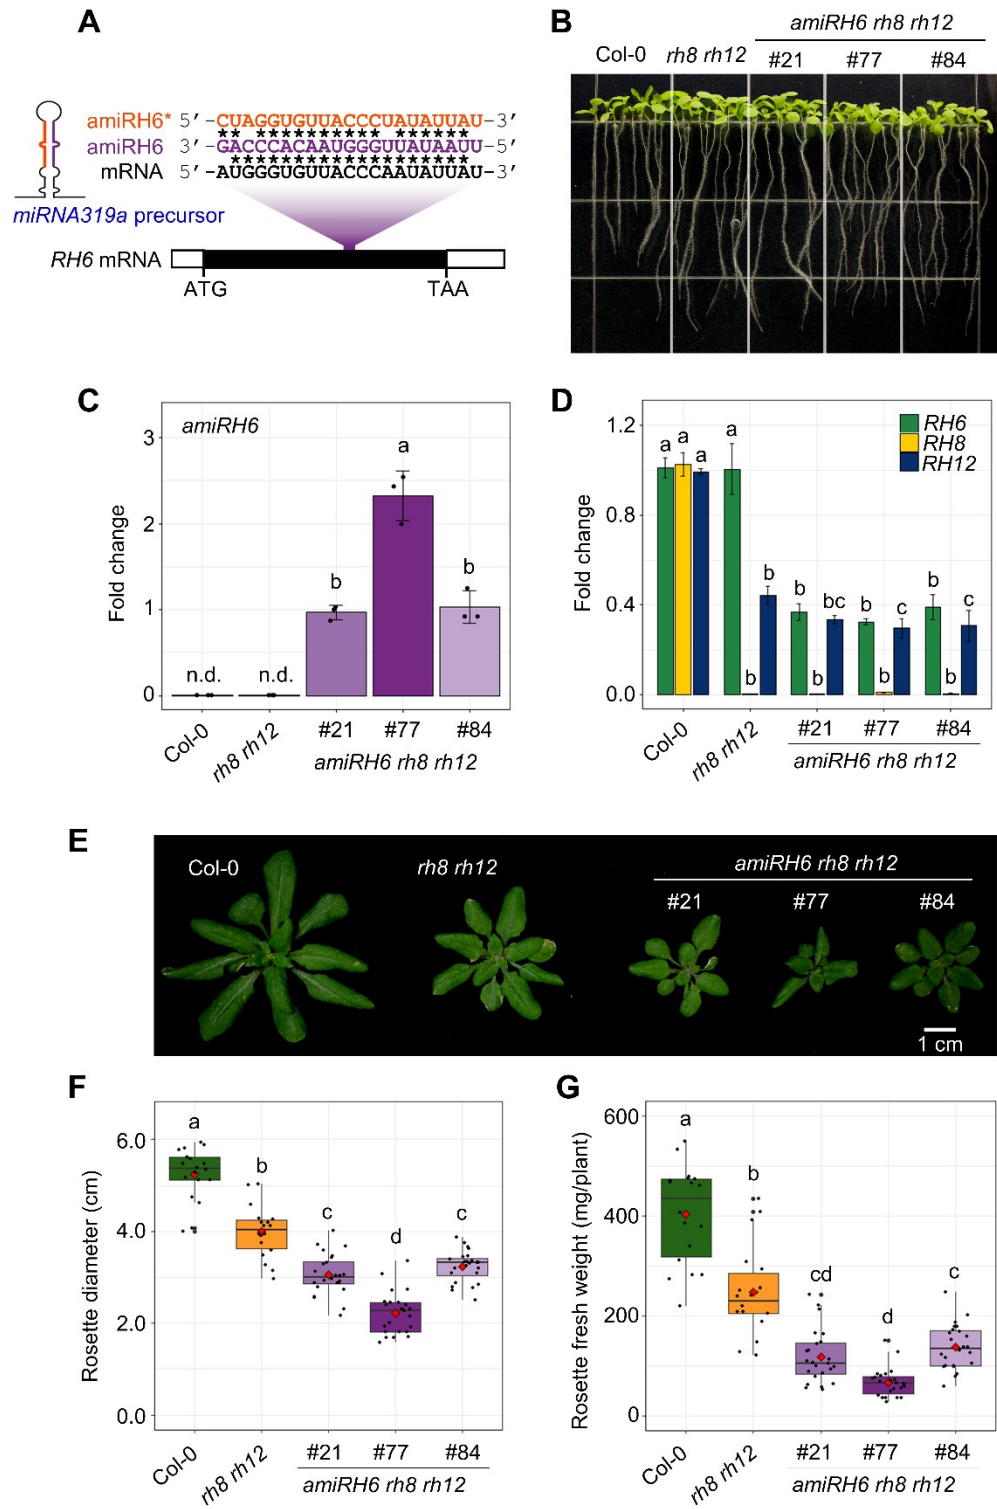 A
amiRH6* 5′-CUAGGUGUUACCCUAUAUUAU-3′
** ********** ******
amiRH6 3′-GACCCACAAUGGGUUAUAAUU-5′
*******************
mRNA 5′-AUGGGUGUUACCCAAUAUUAU-3′
miRNA319a precursor
RH6 mRNA
ATG TAA
B
amiRH6 rh8 rh12
Col-0 rh8 rh12 #21 #77 #84
C
amiRH6
Fold change
3
2
1
0
n.d. n.d. b a b
Col-0 rh8 rh12 #21 #77 #84
amiRH6 rh8 rh12
D
RH6
RH8
RH12
Fold change
1.2
0.8
0.4
0.0
a a a a b b b b bc b b c b b c
Col-0 rh8 rh12 #21 #77 #84
amiRH6 rh8 rh12
E
Col-0 rh8 rh12 amiRH6 rh8 rh12
#21 #77 #84
1 cm
F
Rosette diameter (cm)
6.0
4.0
2.0
0.0
a b c d c
Col-0 rh8 rh12 #21 #77 #84
amiRH6 rh8 rh12
G
Rosette fresh weight (mg/plant)
600
400
200
0
a b cd d c
Col-0 rh8 rh12 #21 #77 #84
amiRH6 rh8 rh12